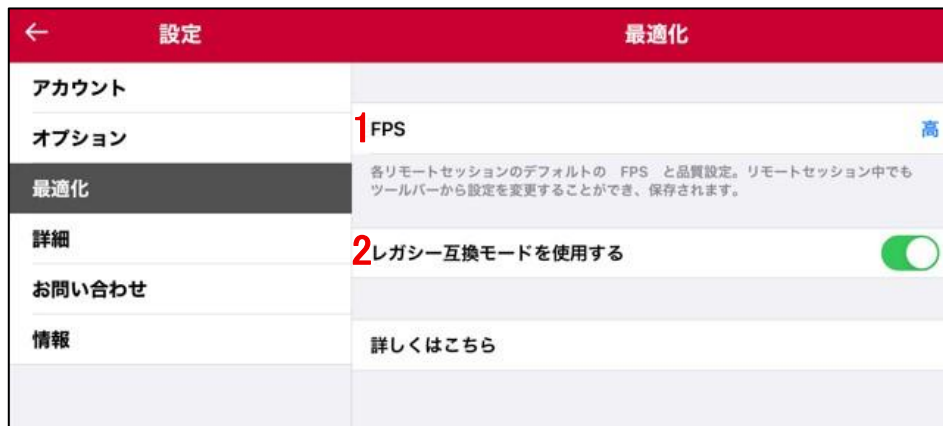 ← 設定
最適化
アカウント
オプション
最適化
詳細
お問い合わせ
情報
1 FPS 高
各リモートセッションのデフォルトの FPS と品質設定。リモートセッション中でも
ツールバーから設定を変更することができ、保存されます。
2 レガシー互換モードを使用する
詳しくはこちら